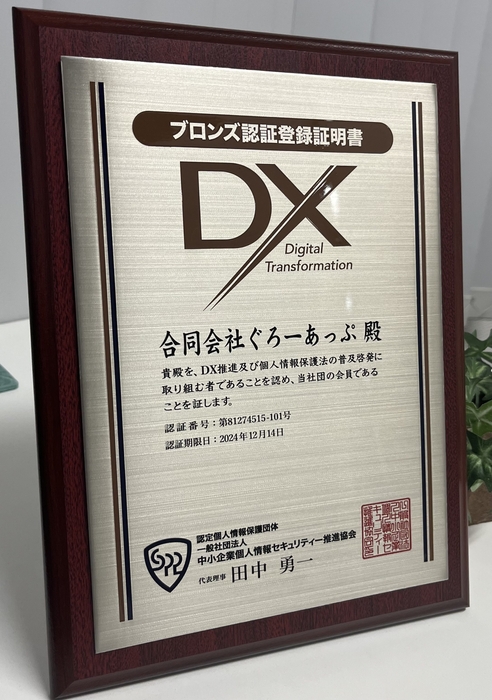 ブロンズ認証登録証明書
DX
Digital
Transformation
合同会社ぐろーあっぷ 殿
貴殿を、DX推進及び個人情報保護法の普及啓発に
取り組む者であることを認め、当社団の会員である
ことを証します。
認証番号：第81274515-101号
認証期限日：2024年12月14日
認定個人情報保護団体
一般社団法人
中小企業個人情報セキュリティー推進協会
代表理事 田中 勇一